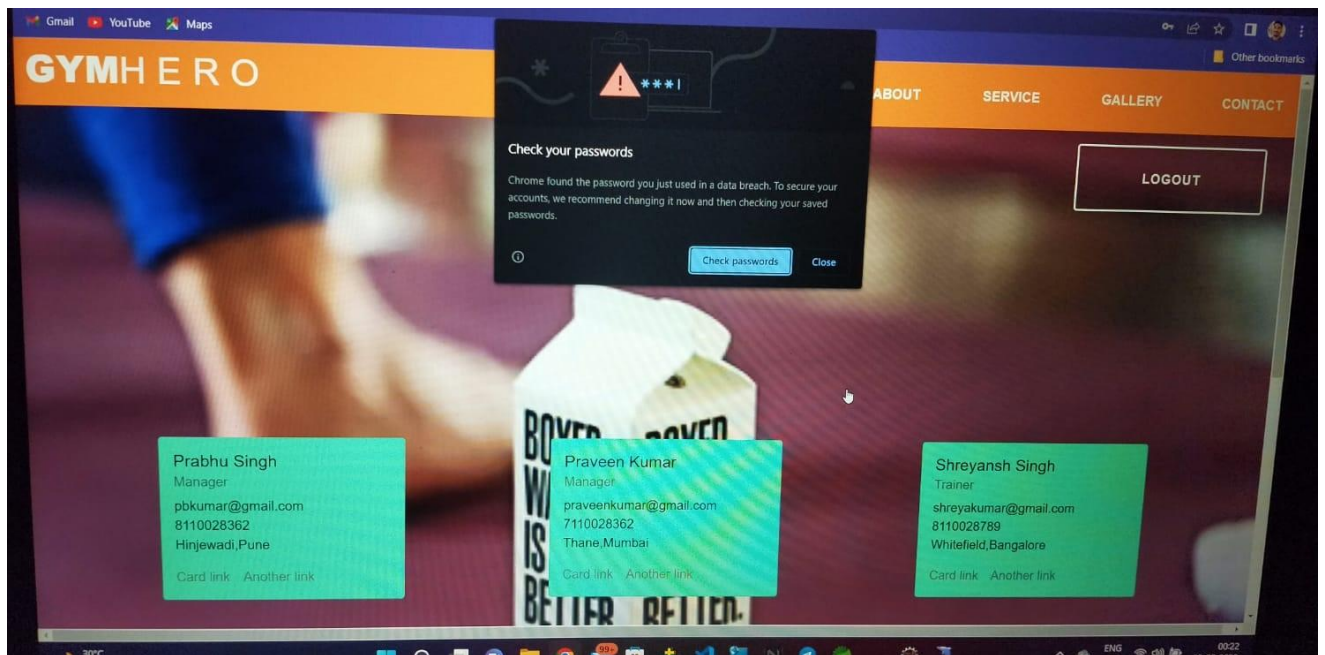 Gmail YouTube Maps
Other bookmarks
GYMHERO
ABOUT SERVICE GALLERY CONTACT
LOGOUT
***|
Check your passwords
Chrome found the password you just used in a data breach. To secure your
accounts, we recommend changing it now and then checking your saved
passwords.
Check passwords Close
BOXED
WA
IS
BETTER
BOXED
BETTER.
Prabhu Singh
Manager
pbkumar@gmail.com
8110028362
Hinjewadi,Pune
Card link Another link
Praveen Kumar
Manager
praveenkumar@gmail.com
7110028362
Thane,Mumbai
Card link Another link
Shreyansh Singh
Trainer
shreyakumar@gmail.com
8110028789
Whitefield,Bangalore
Card link Another link
30°C
99+
ENG
00:22